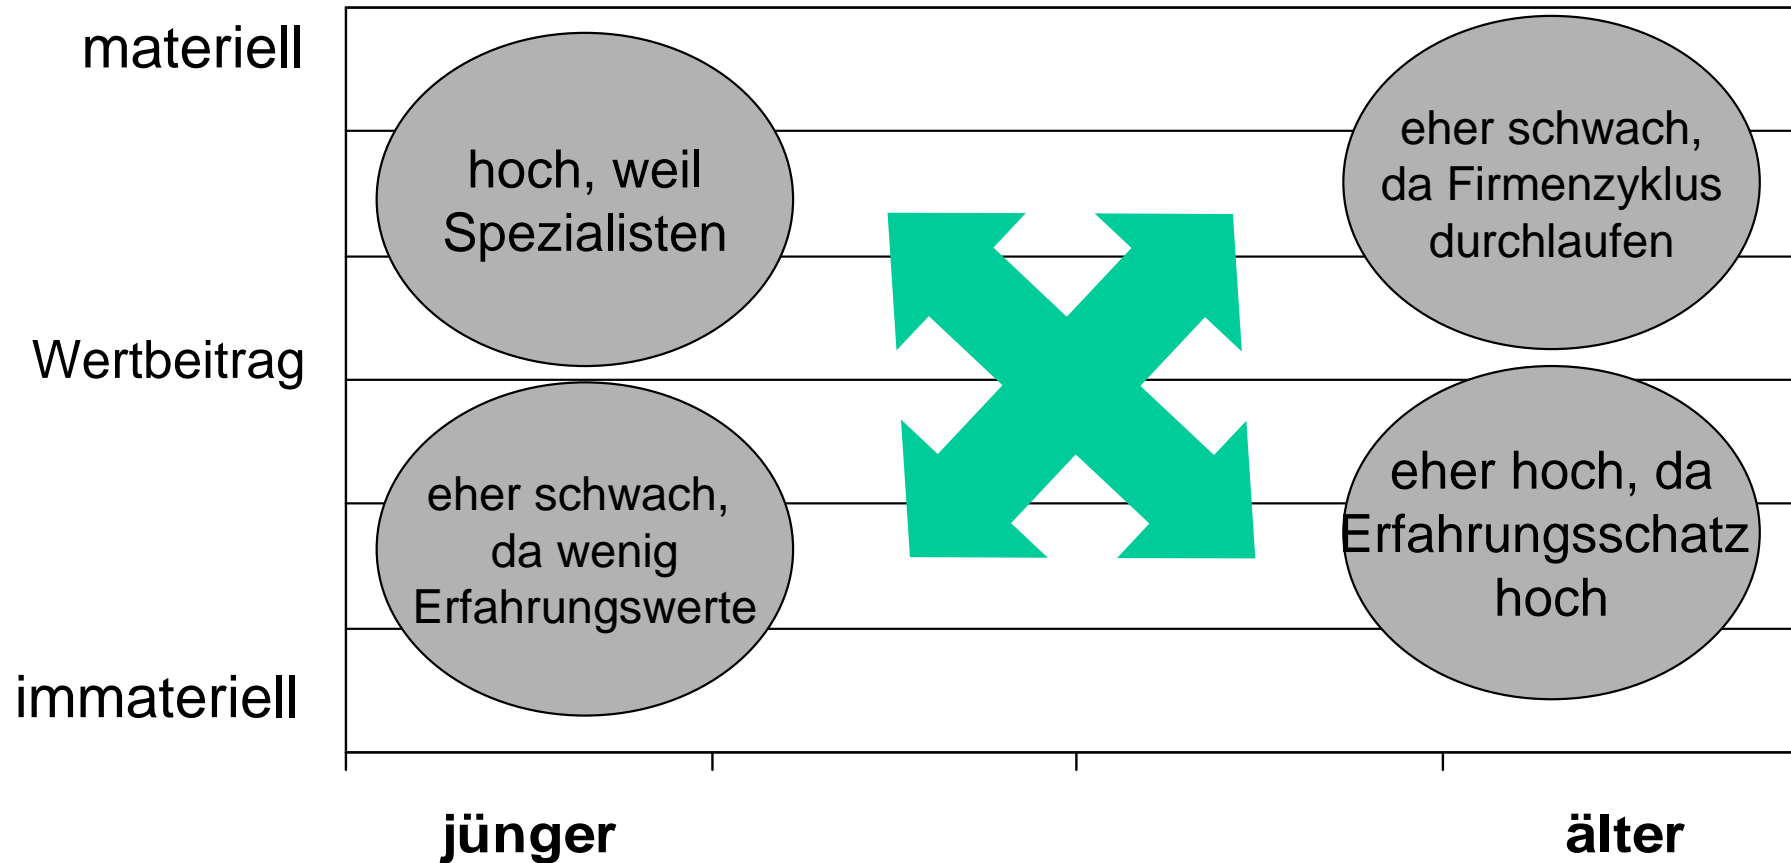 materiell
hoch, weil
Spezialisten
eher schwach,
da Firmenzyklus
durchlaufen
Wertbeitrag
eher schwach,
da wenig
Erfahrungswerte
eher hoch, da
Erfahrungsschatz
hoch
immateriell
jünger
älter